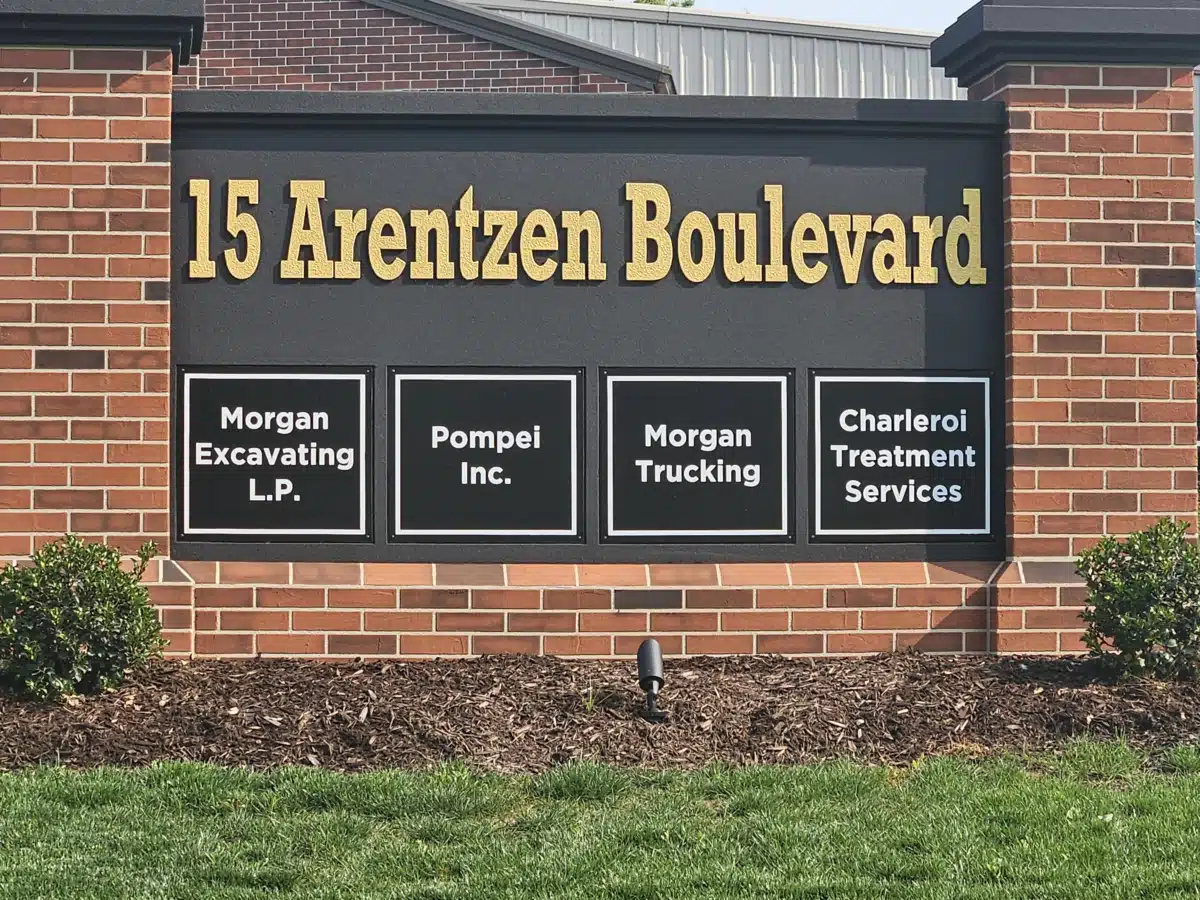 15 Arentzen Boulevard
Morgan
Excavating
L.P.
Pompei
Inc.
Morgan
Trucking
Charleroi
Treatment
Services